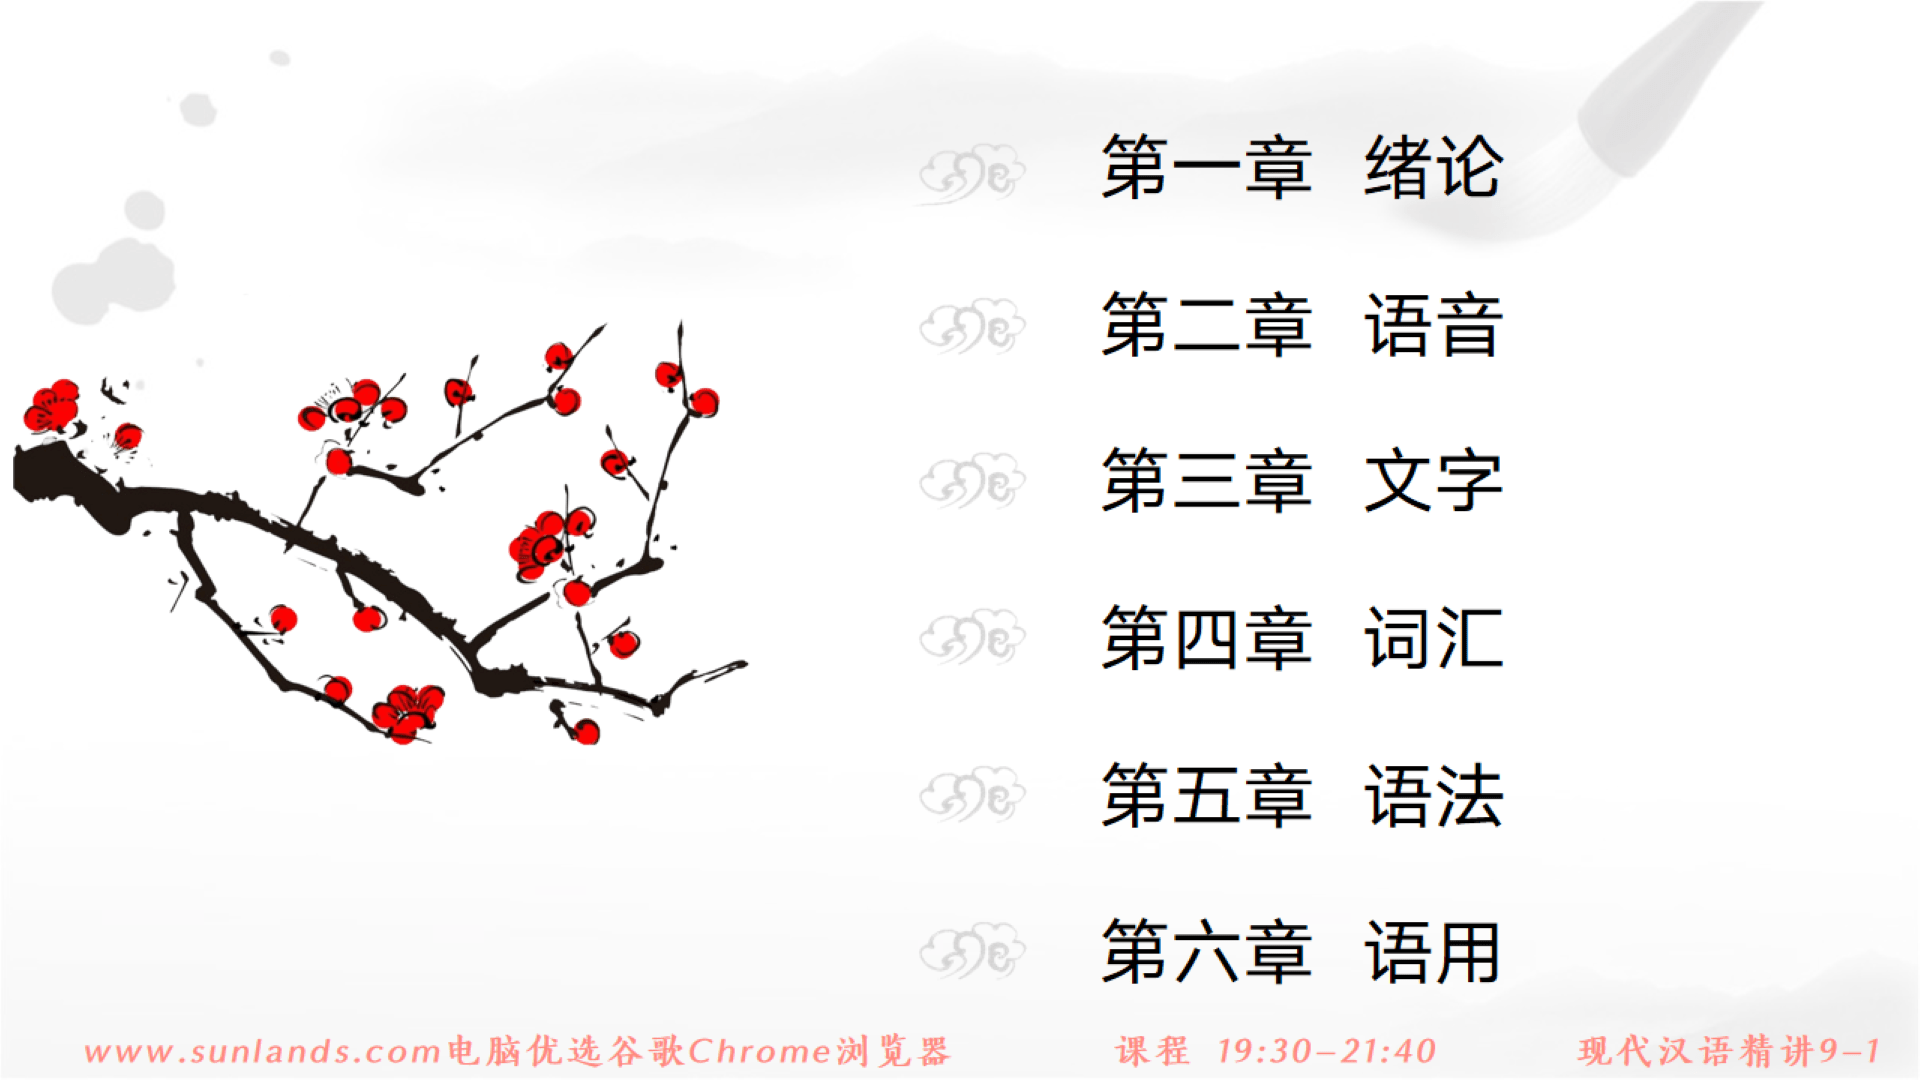 第一章 绪论
第二章 语音
第三章 文字
第四章 词汇
第五章 语法
第六章 语用
www.sunlands.com电脑优选谷歌Chrome浏览器 课程 19:30-21:40 现代汉语精讲9-1